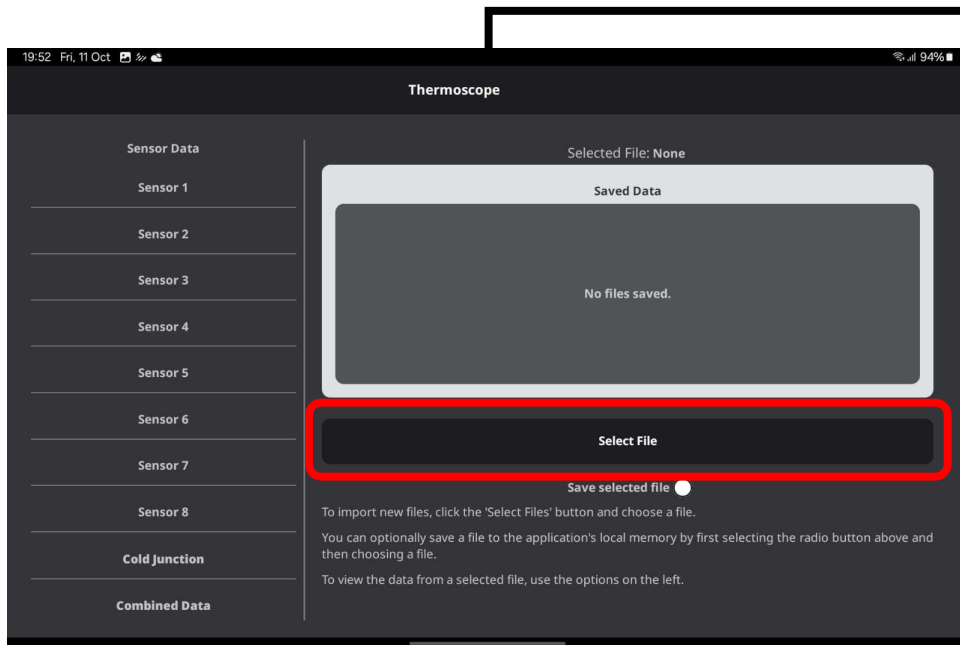 19:52 Fri, 11 Oct
94%
Thermoscope
Sensor Data
Sensor 1
Sensor 2
Sensor 3
Sensor 4
Sensor 5
Sensor 6
Sensor 7
Sensor 8
Cold Junction
Combined Data
Selected File: None
Saved Data
No files saved.
Select File
Save selected file
To import new files, click the 'Select Files' button and choose a file.
You can optionally save a file to the application's local memory by first selecting the radio button above and
then choosing a file.
To view the data from a selected file, use the options on the left.